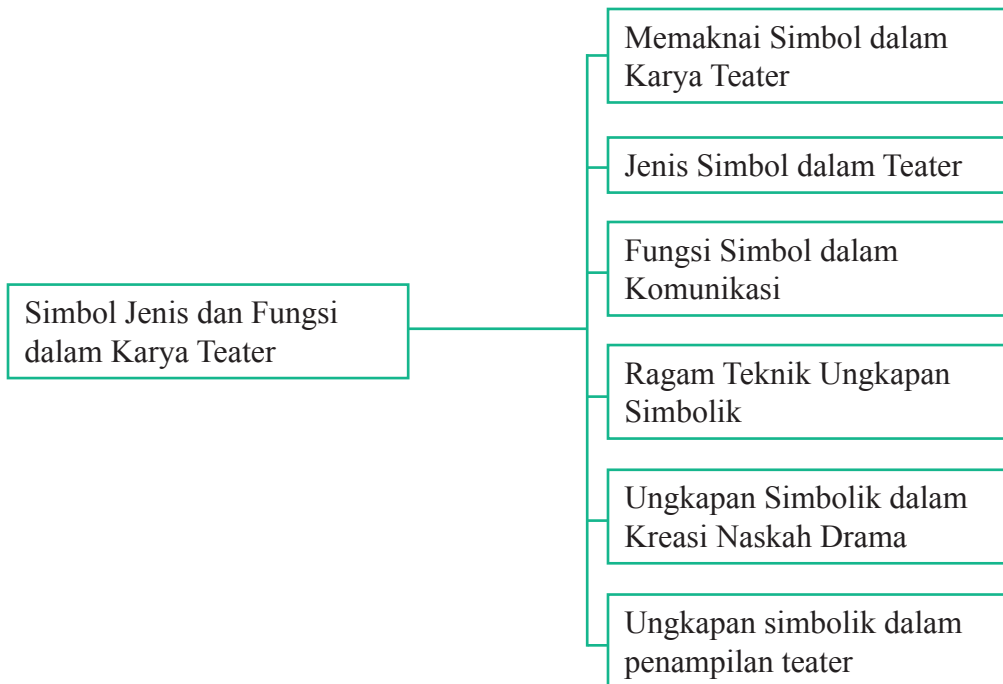 Simbol Jenis dan Fungsi
dalam Karya Teater
Memaknai Simbol dalam
Karya Teater
Jenis Simbol dalam Teater
Fungsi Simbol dalam
Komunikasi
Ragam Teknik Ungkapan
Simbolik
Ungkapan Simbolik dalam
Kreasi Naskah Drama
Ungkapan simbolik dalam
penampilan teater